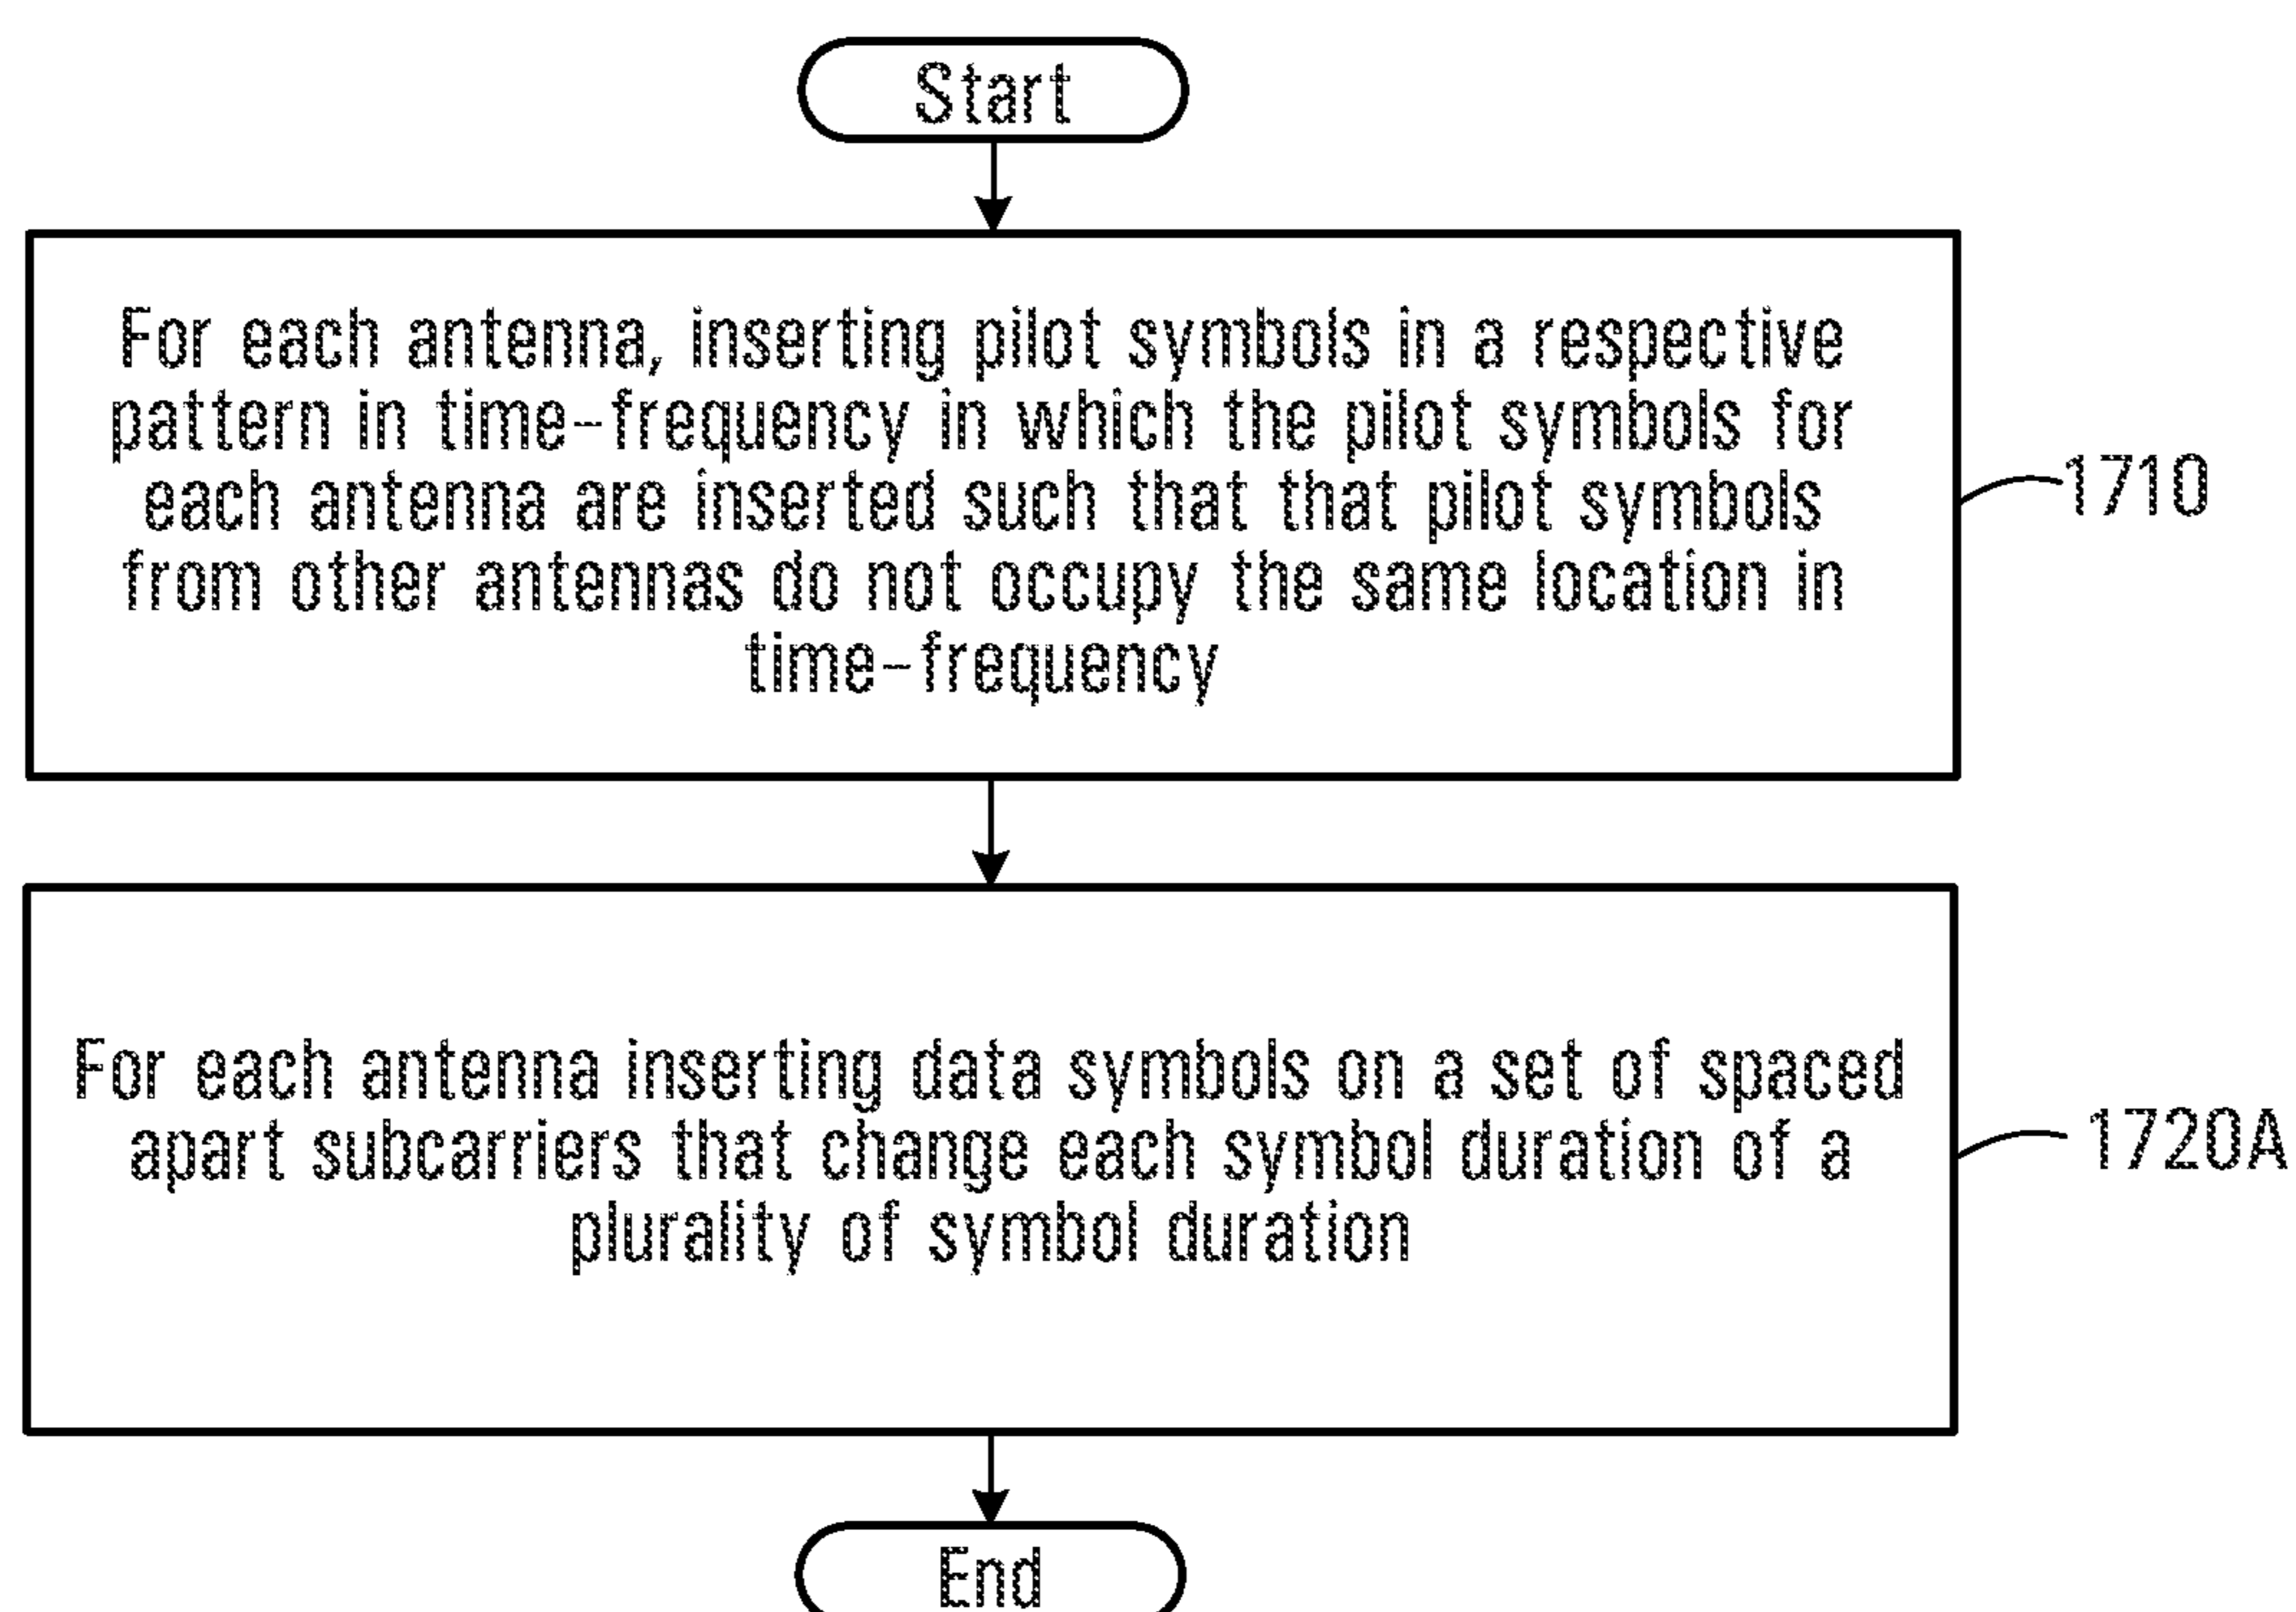 Start
For each antenna, inserting pilot symbols in a respective
pattern in time-frequency in which the pilot symbols for
each antenna are inserted such that that pilot symbols
from other antennas do not occupy the same location in
time-frequency
1710
For each antenna inserting data symbols on a set of spaced
apart subcarriers that change each symbol duration of a
plurality of symbol duration
1720A
End